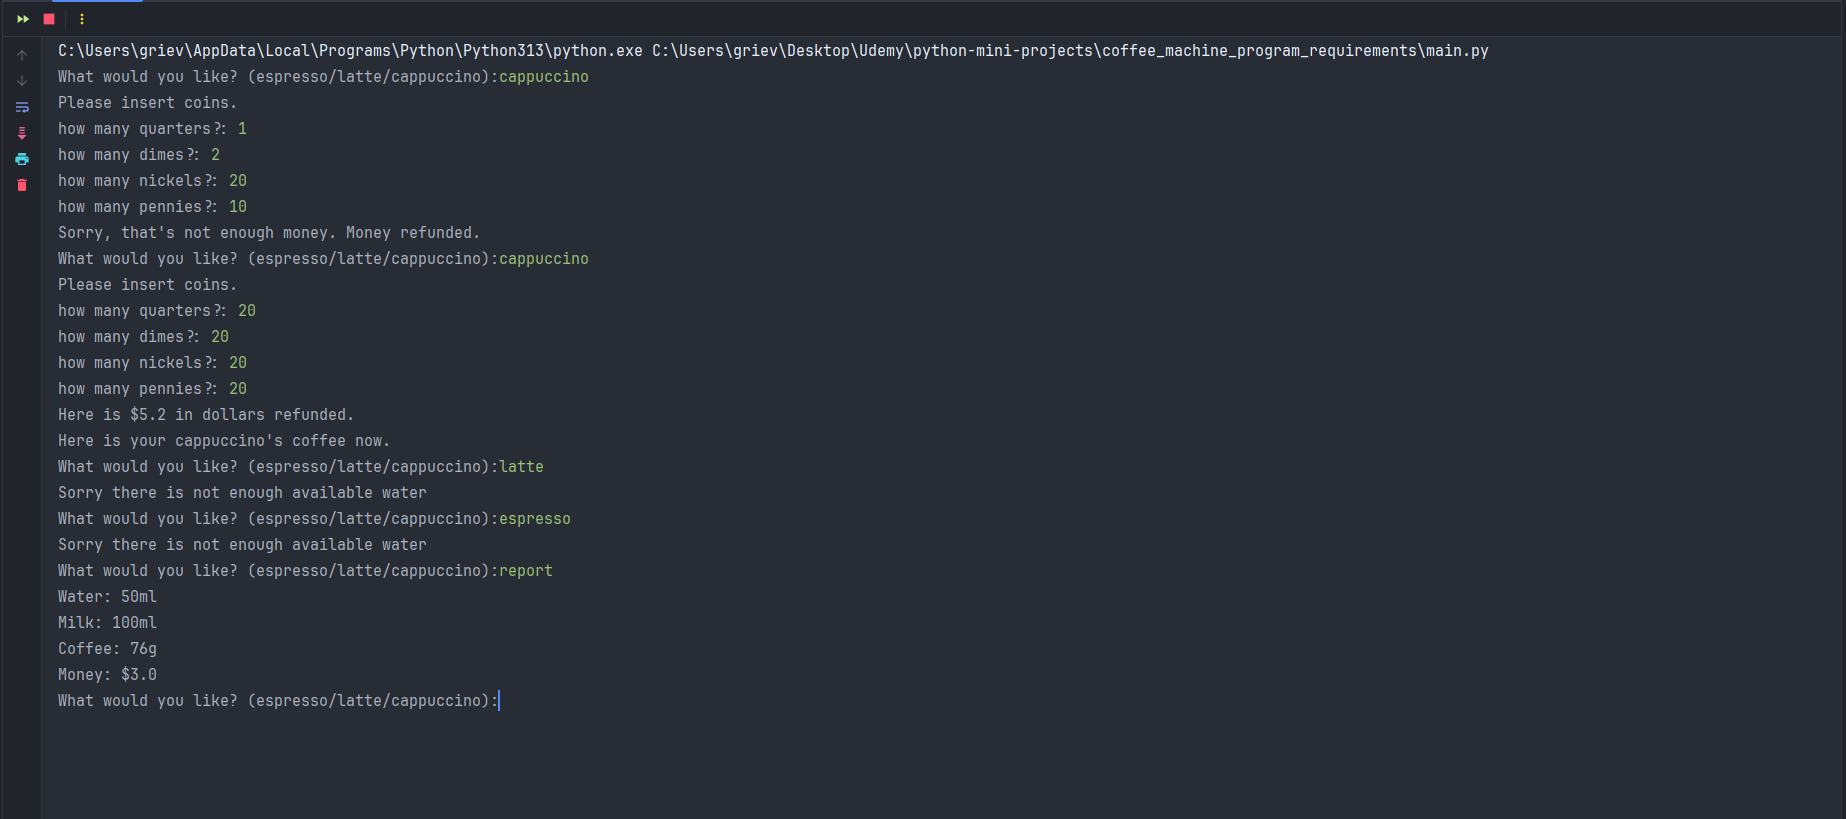 C:\Users\griev\AppData\Local\Programs\Python\Python313\python.exe C:\Users\griev\Desktop\Udemy\python-mini-projects\coffee_machine_program_requirements\main.py
What would you like? (espresso/latte/cappuccino):cappuccino
Please insert coins.
how many quarters?: 1
how many dimes?: 2
how many nickels?: 20
how many pennies?: 10
Sorry, that's not enough money. Money refunded.
What would you like? (espresso/latte/cappuccino):cappuccino
Please insert coins.
how many quarters?: 20
how many dimes?: 20
how many nickels?: 20
how many pennies?: 20
Here is $5.2 in dollars refunded.
Here is your cappuccino's coffee now.
What would you like? (espresso/latte/cappuccino):latte
Sorry there is not enough available water
What would you like? (espresso/latte/cappuccino):espresso
Sorry there is not enough available water
What would you like? (espresso/latte/cappuccino):report
Water: 50ml
Milk: 100ml
Coffee: 76g
Money: $3.0
What would you like? (espresso/latte/cappuccino):